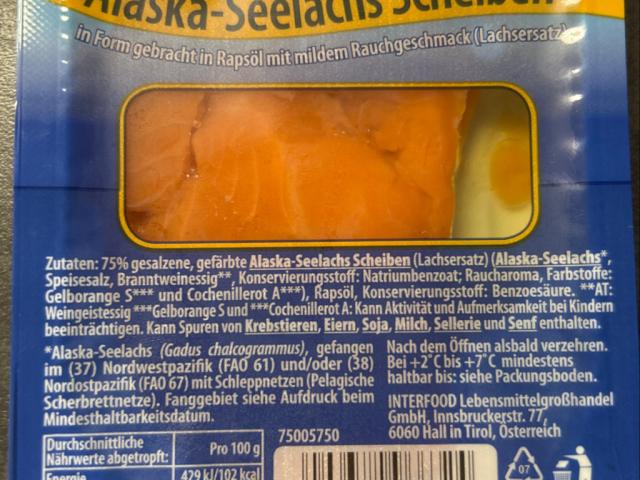 Alaska-Seelachs Scheiben
in Form gebracht in Rapsöl mit mildem Rauchgeschmack (Lachsersatz)
Zutaten: 75% gesalzene, gefärbte Alaska-Seelachs Scheiben (Lachsersatz) (Alaska-Seelachs*,
Speisesalz, Branntweinessig**, Konservierungsstoff: Natriumbenzoat; Raucharoma, Farbstoffe:
Gelborange S*** und Cochenillerot A***), Rapsöl, Konservierungsstoff: Benzoesäure. **AT:
Weingeistessig ***Gelborange S und ***Cochenillerot A: Kann Aktivität und Aufmerksamkeit bei Kindern
beeinträchtigen. Kann Spuren von Krebstieren, Eiern, Soja, Milch, Sellerie und Senf enthalten.
*Alaska-Seelachs (Gadus chalcogrammus), gefangen
im (37) Nordwestpazifik (FAO 61) und/oder (38)
Nordostpazifik (FAO 67) mit Schleppnetzen (Pelagische
Scherbrettnetze). Fanggebiet siehe Aufdruck beim
Mindesthaltbarkeitsdatum.
Nach dem Öffnen alsbald verzehren.
Bei +2°C bis +7°C mindestens
haltbar bis: siehe Packungsboden.
INTERFOOD Lebensmittelgroßhandel
GmbH, Innsbruckerstr. 77,
6060 Hall in Tirol, Österreich
Durchschnittliche
Nährwerte abgetropft:
Pro 100 g
75005750
Energie
429 kJ/102 kcal
07